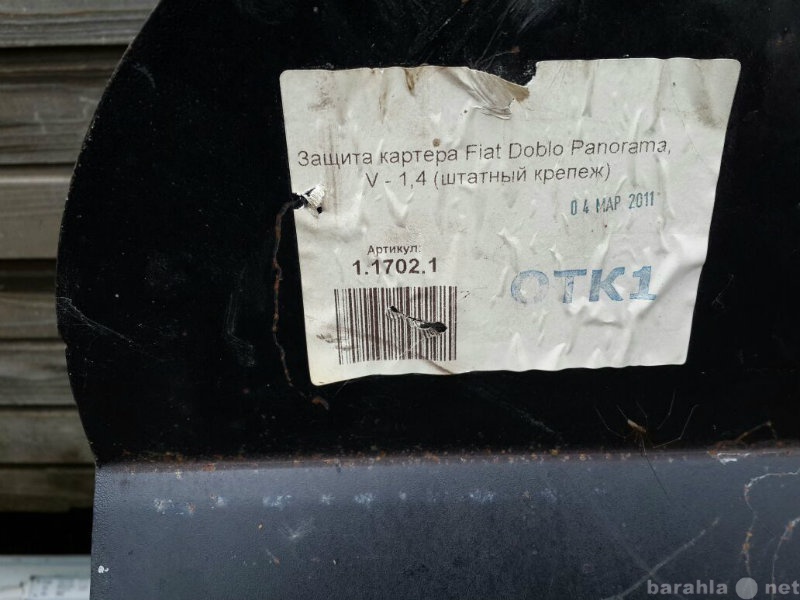 Защита картера Fiat Doblo Panorama,
V - 1,4 (штатный крепеж)
04 МАР 2011
Артикул:
1.1702.1
ОТК1
barahla net